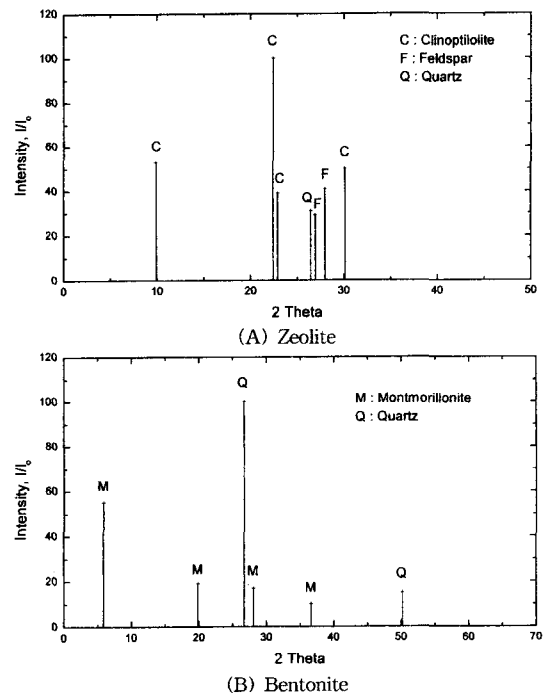 120
100
80
60
40
20
0
Intensity, I/I₀
C
C
C
Q
F
F
C
C : Clinoptilolite
F : Feldspar
Q : Quartz
0 10 20 30 40 50
2 Theta
(A) Zeolite
120
100
80
60
40
20
0
Intensity, I/I₀
M
M
Q
M
M
Q
M : Montmorillonite
Q : Quartz
0 10 20 30 40 50 60 70
2 Theta
(B) Bentonite